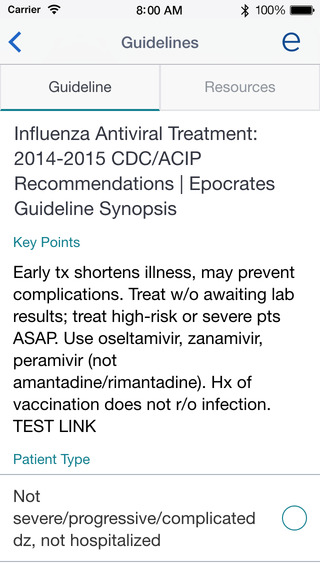 Carrier 8:00 AM 100%
Guidelines e
Guideline Resources
Influenza Antiviral Treatment:
2014-2015 CDC/ACIP
Recommendations | Epocrates
Guideline Synopsis
Key Points
Early tx shortens illness, may prevent
complications. Treat w/o awaiting lab
results; treat high-risk or severe pts
ASAP. Use oseltamivir, zanamivir,
peramivir (not
amantadine/rimantadine). Hx of
vaccination does not r/o infection.
TEST LINK
Patient Type
Not
severe/progressive/complicated
dz, not hospitalized